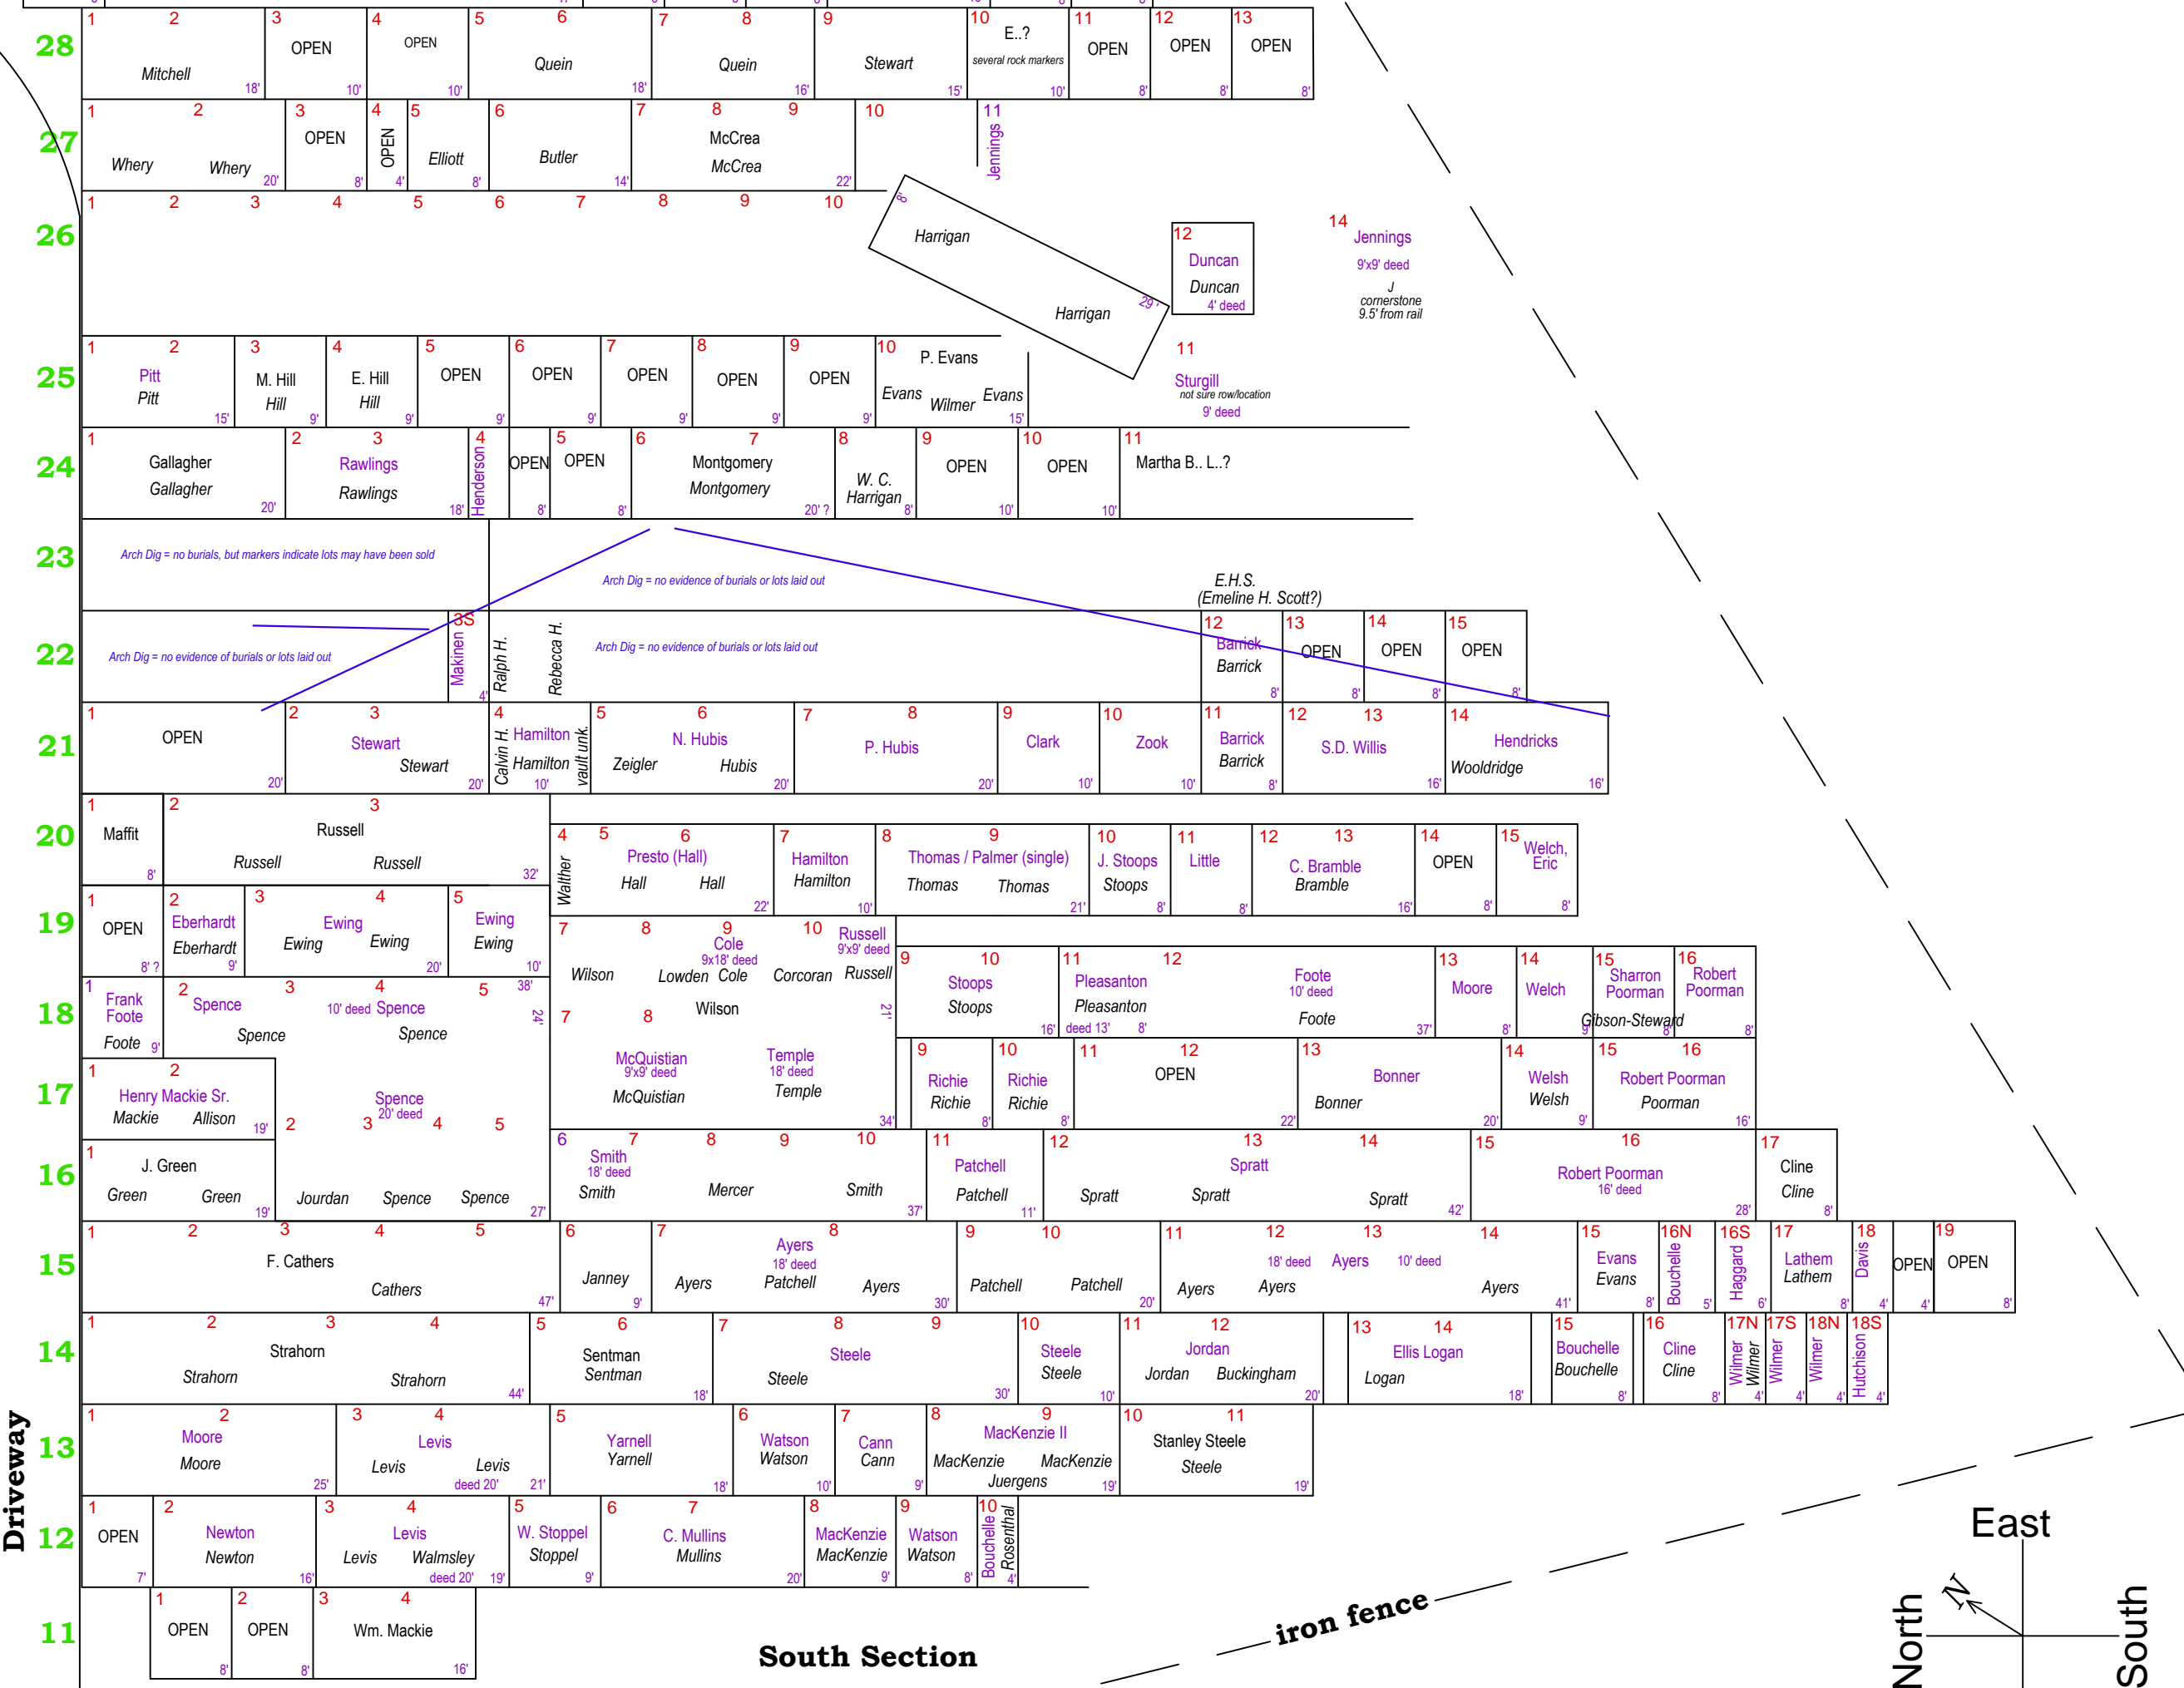 28
1 2 3 4 5 6 7 8 9 10 11 12 13
OPEN OPEN E..? OPEN OPEN OPEN
Mitchell Quein Quein Stewart several rock markers
18' 10' 10' 18' 16' 15' 10' 8' 8' 8'
27
1 2 3 4 5 6 7 8 9 10 11
OPEN OPEN McCrea Jennings
Whery Whery Elliott Butler McCrea
20' 8' 4' 8' 14' 22'
26
1 2 3 4 5 6 7 8 9 10
8' Harrigan
Harrigan 29'
12
Duncan
Duncan
4' deed
14
Jennings
9'x9' deed
J
cornerstone
9.5' from rail
25
1 2 3 4 5 6 7 8 9 10 11
Pitt M. Hill E. Hill OPEN OPEN OPEN OPEN OPEN P. Evans Sturgill
Pitt Hill Hill Evans Wilmer Evans not sure row/location
15' 9' 9' 9' 9' 9' 9' 9' 15' 9' deed
24
1 2 3 4 5 6 7 8 9 10 11
Gallagher Rawlings Henderson OPEN OPEN Montgomery OPEN OPEN Martha B.. L..?
Gallagher Rawlings Montgomery W. C.
Harrigan
20' 18' 8' 8' 20' ? 8' 10' 10'
23
Arch Dig = no burials, but markers indicate lots may have been sold
Arch Dig = no evidence of burials or lots laid out
E.H.S.
(Emeline H. Scott?)
22
3S 12 13 14 15
Arch Dig = no evidence of burials or lots laid out
Makinen Ralph H. Rebecca H.
Arch Dig = no evidence of burials or lots laid out
Barrick OPEN OPEN OPEN
Barrick
4' 8' 8' 8' 8'
21
1 2 3 4 5 6 7 8 9 10 11 12 13 14
OPEN Stewart Calvin H. Hamilton vault unk. N. Hubis P. Hubis Clark Zook Barrick S.D. Willis Hendricks
Stewart Hamilton Zeigler Hubis Barrick Wooldridge
20' 20' 10' 20' 20' 10' 10' 8' 16' 16'
20
1 2 3 4 5 6 7 8 9 10 11 12 13 14 15
Maffit Russell Walther Presto (Hall) Hamilton Thomas / Palmer (single) J. Stoops Little C. Bramble OPEN Welch,
Eric
Russell Russell Hall Hall Hamilton Thomas Thomas Stoops Bramble
8' 32' 22' 10' 21' 8' 8' 16' 8' 8'
19
1 2 3 4 5 7 8 9 10
OPEN Eberhardt Ewing Ewing Cole Russell
9x18' deed 9'x9' deed
Eberhardt Ewing Ewing Ewing Wilson Lowden Cole Corcoran Russell
8' ? 9' 20' 10'
Wilson
21'
18
1 2 3 4 5 38' 7 8 9 10 11 12 13 14 15 16
Frank
Foote
Spence 10' deed Spence 24' Stoops Pleasanton Foote Moore Welch Sharron
Poorman Robert
Poorman
10' deed
Foote Spence Spence Stoops Pleasanton Foote Gibson-Steward
9' 16' deed 13' 8' 37' 8' 9' 8' 8'
17
1 2 9 10 11 12 13 14 15 16
Henry Mackie Sr. Spence McQuistian Temple Richie Richie OPEN Bonner Welsh Robert Poorman
20' deed 9'x9' deed 18' deed
Mackie Allison McQuistian Temple Richie Richie Bonner Welsh Poorman
19' 34' 8' 8' 22' 20' 9' 16'
2 3 4 5
16
1 6 7 8 9 10 11 12 13 14 15 16 17
J. Green Smith Patchell Spratt Robert Poorman Cline
18' deed 16' deed
Green Green Jourdan Spence Spence Smith Mercer Smith Patchell Spratt Spratt Spratt Cline
19' 27' 37' 11' 42' 28' 8'
15
1 2 3 4 5 6 7 8 9 10 11 12 13 14 15 16N 16S 17 18 19
F. Cathers Ayers 18' deed Ayers 10' deed Evans Bouchelle Haggard Lathem Davis OPEN OPEN
18' deed
Cathers Janney Ayers Patchell Ayers Patchell Patchell Ayers Ayers Ayers Evans Lathem
47' 9' 30' 20' 41' 8' 5' 6' 8' 4' 4' 8'
14
1 2 3 4 5 6 7 8 9 10 11 12 13 14 15 16 17N 17S 18N 18S
Strahorn Sentman Steele Steele Jordan Ellis Logan Bouchelle Cline Wilmer Wilmer Wilmer Wilmer Hutchison
Strahorn Strahorn Sentman Steele Steele Jordan Buckingham Logan Bouchelle Cline
44' 18' 30' 10' 20' 18' 8' 8' 4' 4' 4' 4'
13
1 2 3 4 5 6 7 8 9 10 11
Moore Levis Yarnell Watson Cann MacKenzie II Stanley Steele
Moore Levis Levis Yarnell Watson Cann MacKenzie MacKenzie Steele
Juergens
25' deed 20' 21' 18' 10' 9' 19' 19'
12
1 2 3 4 5 6 7 8 9 10
OPEN Newton Levis W. Stoppel C. Mullins MacKenzie Watson Bouchelle Rosenthal
Newton Levis Walmsley Stoppel Mullins MacKenzie Watson
7' 16' deed 20' 19' 9' 20' 9' 8' 4'
11
1 2 3 4
OPEN OPEN Wm. Mackie
8' 8' 16'
Driveway
South Section
iron fence
East
N
North
South